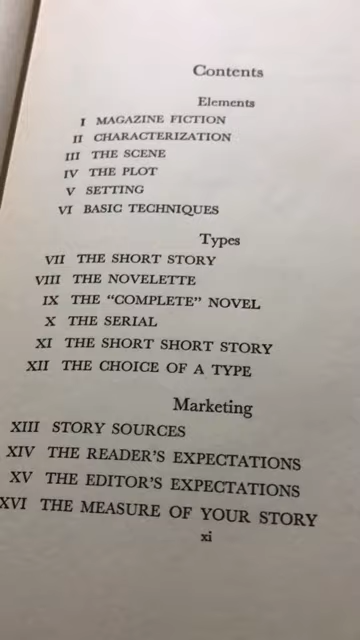 Contents
Elements
I MAGAZINE FICTION
II CHARACTERIZATION
III THE SCENE
IV THE PLOT
V SETTING
VI BASIC TECHNIQUES
Types
VII THE SHORT STORY
VIII THE NOVELETTE
IX THE "COMPLETE" NOVEL
X THE SERIAL
XI THE SHORT SHORT STORY
XII THE CHOICE OF A TYPE
Marketing
XIII STORY SOURCES
XIV THE READER'S EXPECTATIONS
XV THE EDITOR'S EXPECTATIONS
XVI THE MEASURE OF YOUR STORY
xi